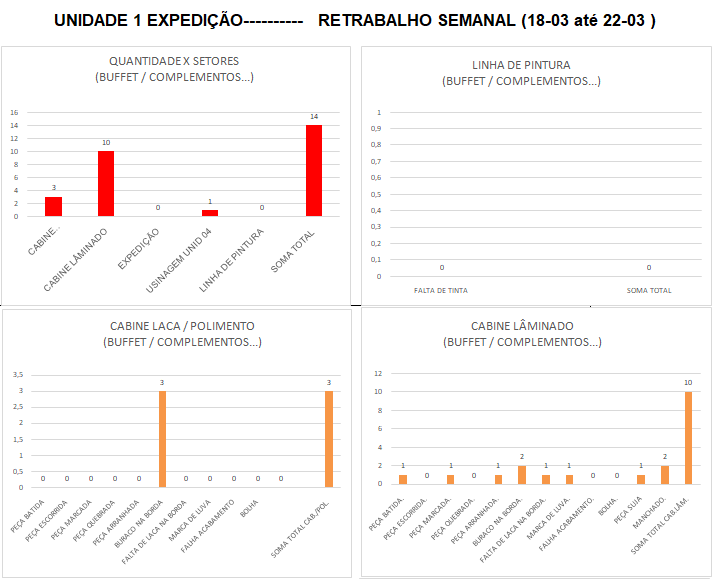 UNIDADE 1 EXPEDIÇÃO---------- RETRABALHO SEMANAL (18-03 até 22-03 )
QUANTIDADE X SETORES
(BUFFET / COMPLEMENTOS...)
16
14
12
10
8
6
4
2
0
3
10
0
1
0
14
CABINE...
CABINE LÂMINADO
EXPEDIÇÃO
USINAGEM UNID 04
LINHA DE PINTURA
SOMA TOTAL
LINHA DE PINTURA
(BUFFET / COMPLEMENTOS...)
1
0,9
0,8
0,7
0,6
0,5
0,4
0,3
0,2
0,1
0
0
0
FALTA DE TINTA
SOMA TOTAL
CABINE LACA / POLIMENTO
(BUFFET / COMPLEMENTOS...)
3,5
3
2,5
2
1,5
1
0,5
0
0
0
0
0
0
3
0
0
0
0
0
3
PEÇA BATIDA
PEÇA ESCORRIDA
PEÇA MARCADA
PEÇA QUEBRADA
PEÇA ARRANHADA
BURACO NA BORDA
FALTA DE LACA NA BORDA
MARCA DE LUVA
FALHA ACABAMENTO
BOLHA
SOMA TOTAL CAB./POL.
CABINE LÂMINADO
(BUFFET / COMPLEMENTOS...)
12
10
8
6
4
2
0
1
0
1
0
1
2
1
1
0
0
1
2
10
PEÇA BATIDA.
PEÇA ESCORRIDA.
PEÇA MARCADA.
PEÇA QUEBRADA.
PEÇA ARRANHADA.
BURACO NA BORDA.
FALTA DE LACA NA BORDA.
MARCA DE LUVA.
FALHA ACABAMENTO.
BOLHA.
PEÇA SUJA
MANCHADO.
SOMA TOTAL CAB.LÂM.